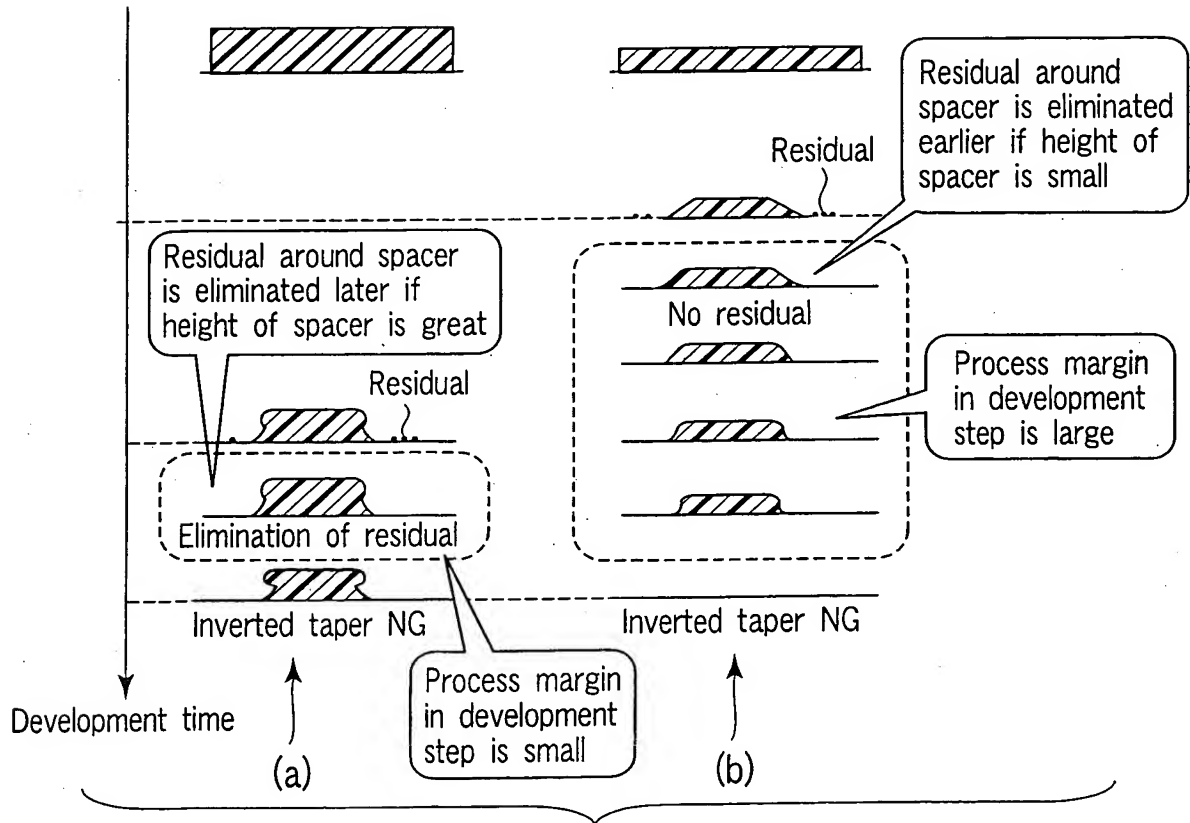 Residual around
spacer is eliminated
earlier if height of
spacer is small
Residual
Residual around spacer
is eliminated later if
height of spacer is great
No residual
Process margin
in development
step is large
Residual
Elimination of residual
Inverted taper NG
Inverted taper NG
Process margin
in development
step is small
Development time
(a)
(b)